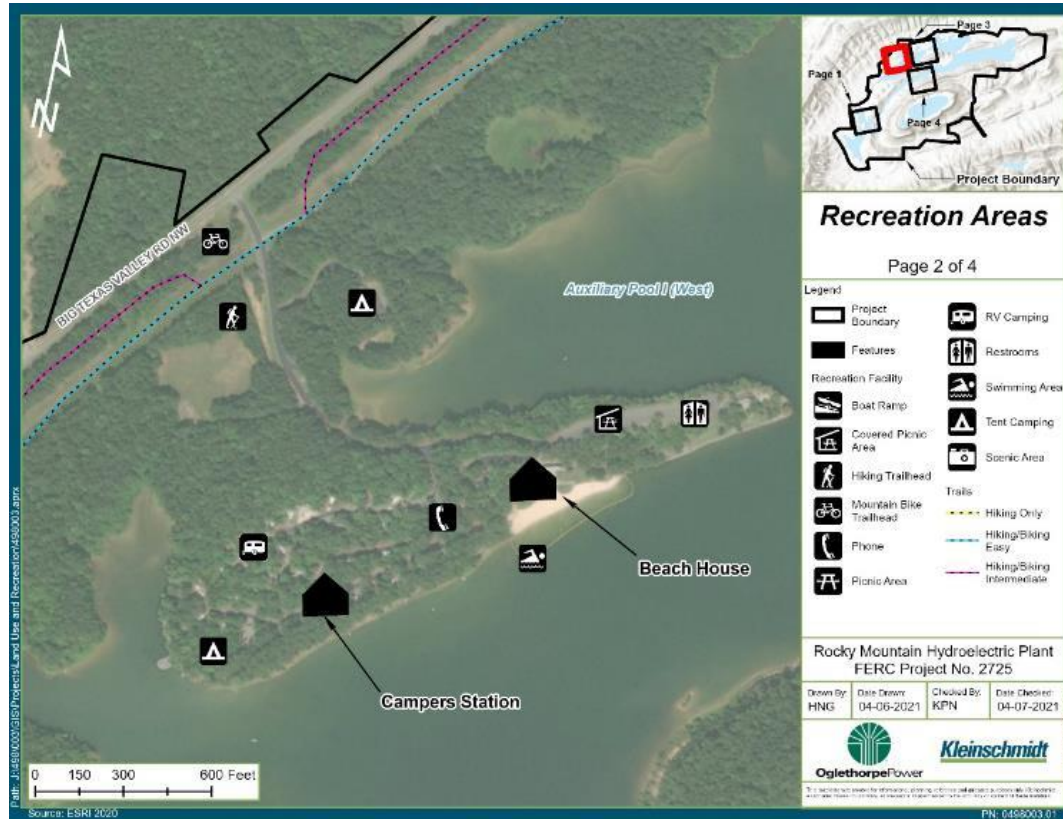 N
BIG TEXAS VALLEY RD NW
Auxiliary Pool I (West)
Beach House
Campers Station
0 150 300 600 Feet
Source: ESRI 2020
Page 3
Page 1
Page 4
Project Boundary
Recreation Areas
Page 2 of 4
Legend
Project
Boundary
Features
Recreation Facility
Boat Ramp
Covered Picnic
Area
Hiking Trailhead
Mountain Bike
Trailhead
Phone
Picnic Area
RV Camping
Restrooms
Swimming Area
Tent Camping
Scenic Area
Trails
Hiking Only
Hiking/Biking
Easy
Hiking/Biking
Intermediate
Rocky Mountain Hydroelectric Plant
FERC Project No. 2725
Drawn By: Date Drawn: Checked By: Date Checked:
HNG 04-06-2021 KPN 04-07-2021
OglethorpePower
Kleinschmidt
PN: 0498003.01